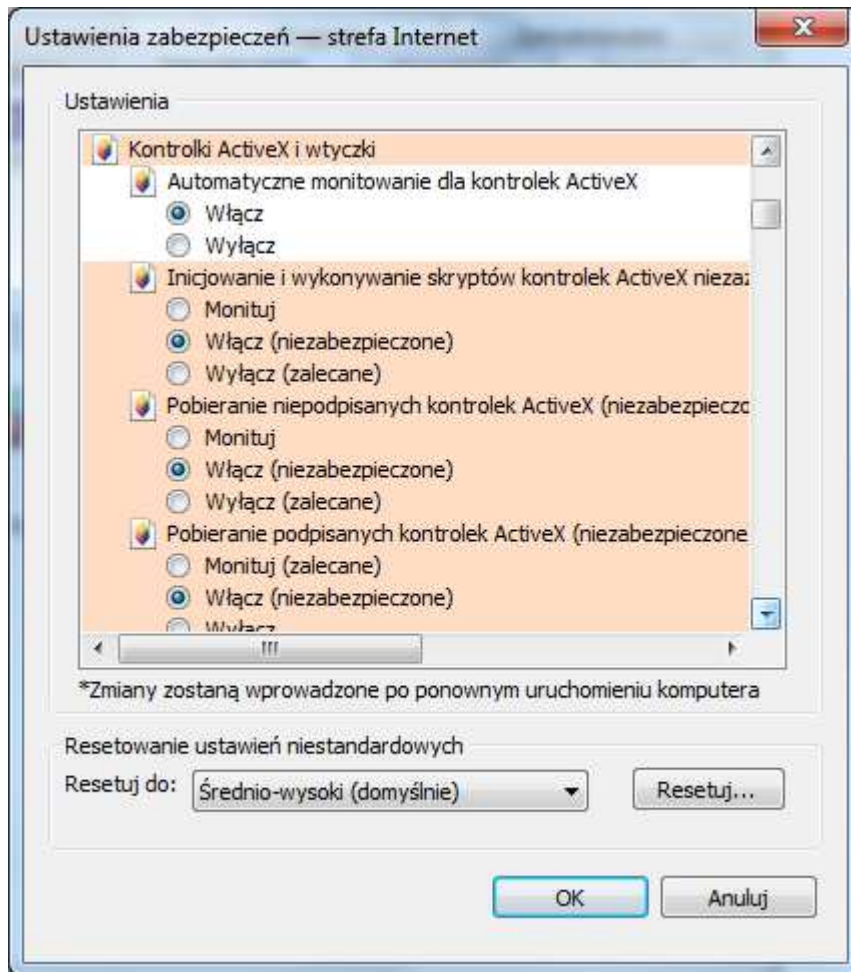 Ustawienia zabezpieczeń — strefa Internet
Ustawienia
Kontrolki ActiveX i wtyczki
Automatyczne monitowanie dla kontrolek ActiveX
Włącz
Wyłącz
Inicjowanie i wykonywanie skryptów kontrolek ActiveX
Monituj
Włącz (niezabezpieczone)
Wyłącz (zalecane)
Pobieranie niepodpisanych kontrolek ActiveX (niezabezpieczo
Monituj
Włącz (niezabezpieczone)
Wyłącz (zalecane)
Pobieranie podpisanych kontrolek ActiveX (niezabezpieczone
Monituj (zalecane)
Włącz (niezabezpieczone)
Wyłącz
*Zmiany zostaną wprowadzone po ponownym uruchomieniu komputera
Resetowanie ustawień niestandardowych
Resetuj do:
Średnio-wysoki (domyślnie)
Resetuj...
OK
Anuluj